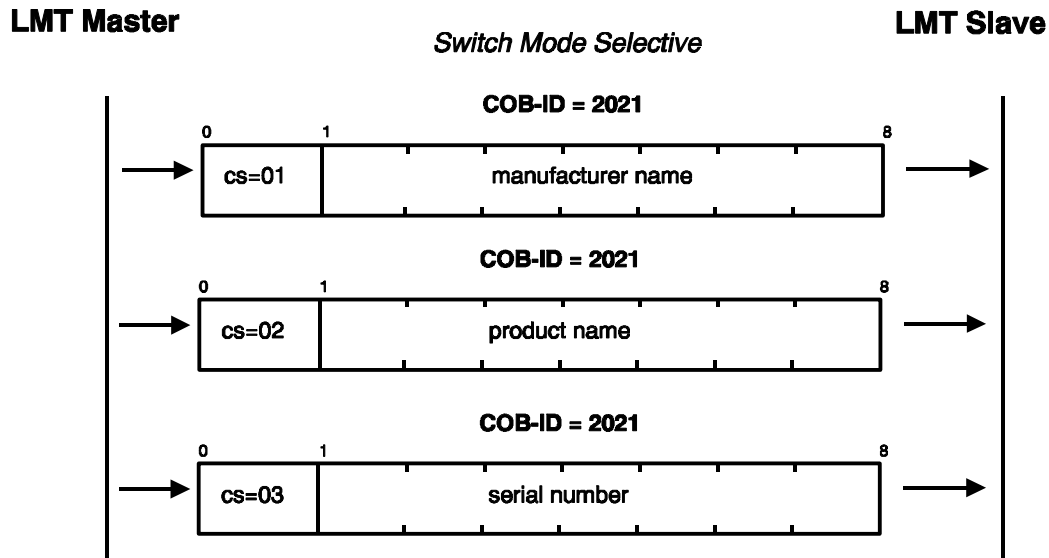 LMT Master
LMT Slave
Switch Mode Selective
COB-ID = 2021
0 1 8
cs=01 manufacturer name
COB-ID = 2021
0 1 8
cs=02 product name
COB-ID = 2021
0 1 8
cs=03 serial number